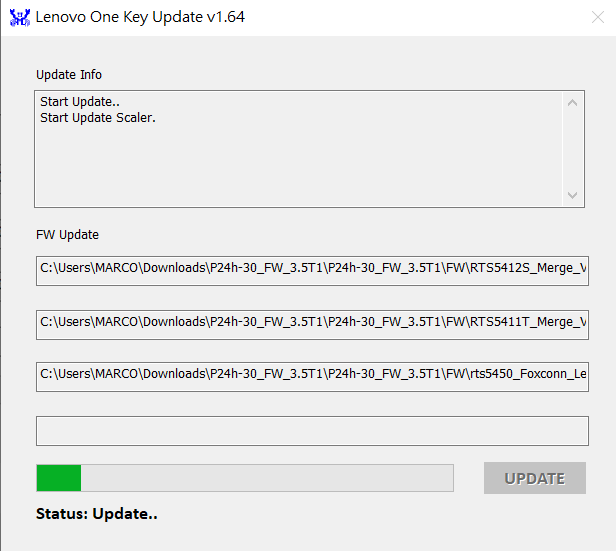 Lenovo One Key Update v1.64
Update Info
Start Update..
Start Update Scaler.
FW Update
C:\Users\MARCO\Downloads\P24h-30_FW_3.5T1\P24h-30_FW_3.5T1\FW\RTS5412S_Merge_V
C:\Users\MARCO\Downloads\P24h-30_FW_3.5T1\P24h-30_FW_3.5T1\FW\RTS5411T_Merge_V
C:\Users\MARCO\Downloads\P24h-30_FW_3.5T1\P24h-30_FW_3.5T1\FW\rts5450_Foxconn_Le
UPDATE
Status: Update..